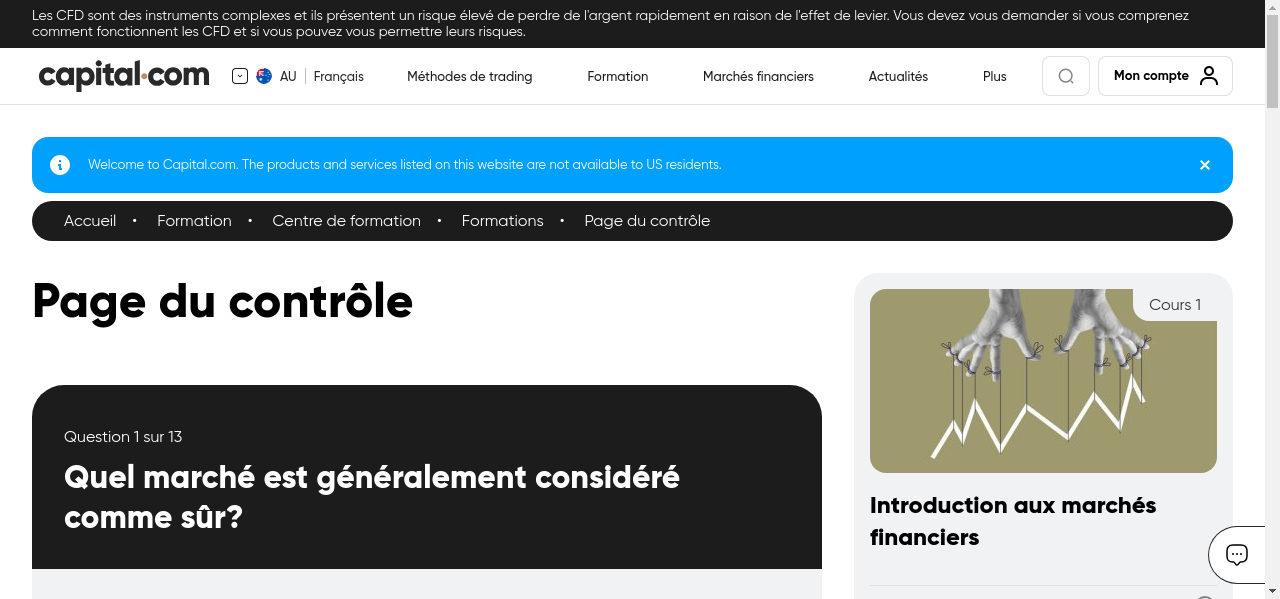 Les CFD sont des instruments complexes et ils présentent un risque élevé de perdre de l'argent rapidement en raison de l'effet de levier. Vous devez vous demander si vous comprenez
comment fonctionnent les CFD et si vous pouvez vous permettre leurs risques.
capital.com AU Français Méthodes de trading Formation Marchés financiers Actualités Plus Mon compte
Welcome to Capital.com. The products and services listed on this website are not available to US residents.
Accueil • Formation • Centre de formation • Formations • Page du contrôle
Page du contrôle
Question 1 sur 13
Quel marché est généralement considéré
comme sûr?
Cours 1
Introduction aux marchés
financiers